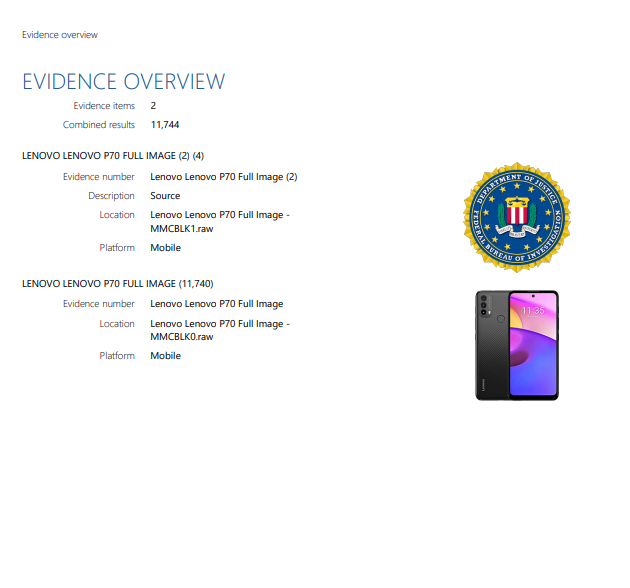 Evidence overview
EVIDENCE OVERVIEW
Evidence items 2
Combined results 11,744
LENOVO LENOVO P70 FULL IMAGE (2) (4)
Evidence number Lenovo Lenovo P70 Full Image (2)
Description Source
Location Lenovo Lenovo P70 Full Image -
MMCBLK1.raw
Platform Mobile
LENOVO LENOVO P70 FULL IMAGE (11,740)
Evidence number Lenovo Lenovo P70 Full Image
Location Lenovo Lenovo P70 Full Image -
MMCBLK0.raw
Platform Mobile
DEPARTMENT OF JUSTICE
FEDERAL BUREAU OF INVESTIGATION
11:35
Lenovo